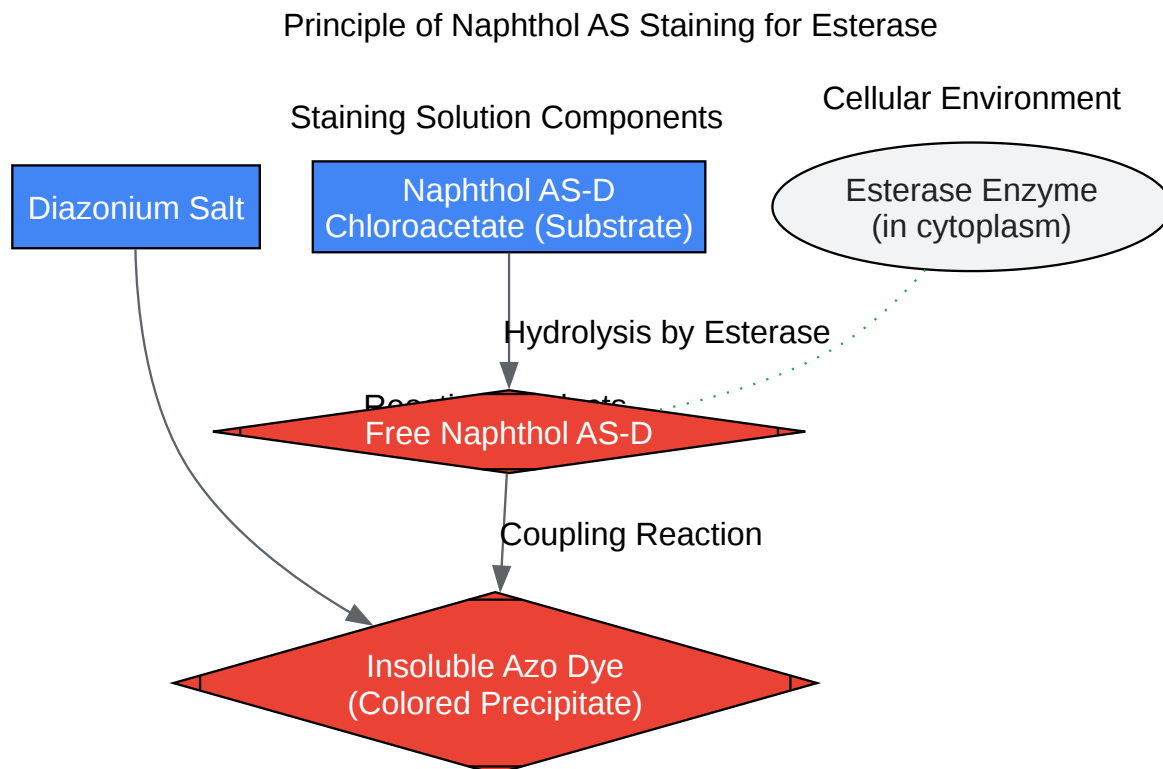 Principle of Naphthol AS Staining for Esterase
Cellular Environment
Staining Solution Components
Diazonium Salt
Naphthol AS-D
Chloroacetate (Substrate)
Esterase Enzyme
(in cytoplasm)
Hydrolysis by Esterase
Free Naphthol AS-D
Coupling Reaction
Insoluble Azo Dye
(Colored Precipitate)